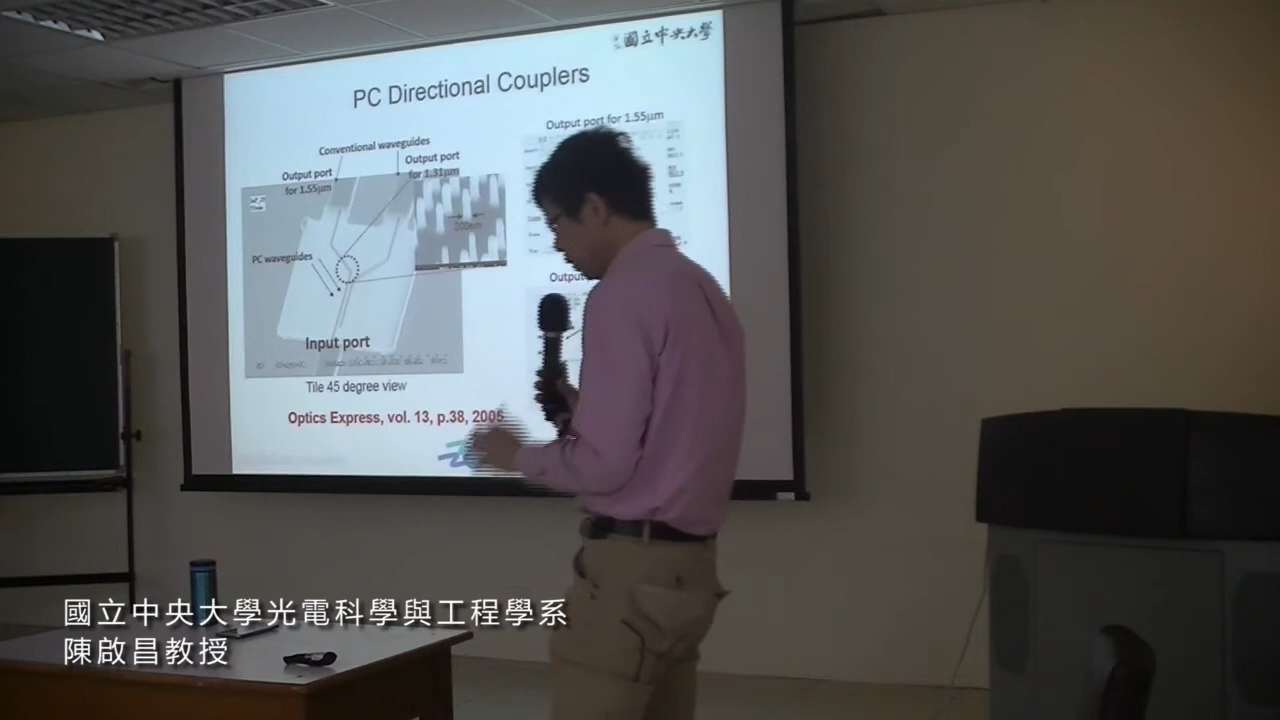 國立中央大學
PC Directional Couplers
Conventional waveguides
Output port
for 1.55μm
Output port
for 1.31μm
200nm
PC waveguides
Input port
Tile 45 degree view
Optics Express, vol. 13, p.38, 2005
Output port for 1.55μm
Outpu
國立中央大學光電科學與工程學系
陳啟昌教授